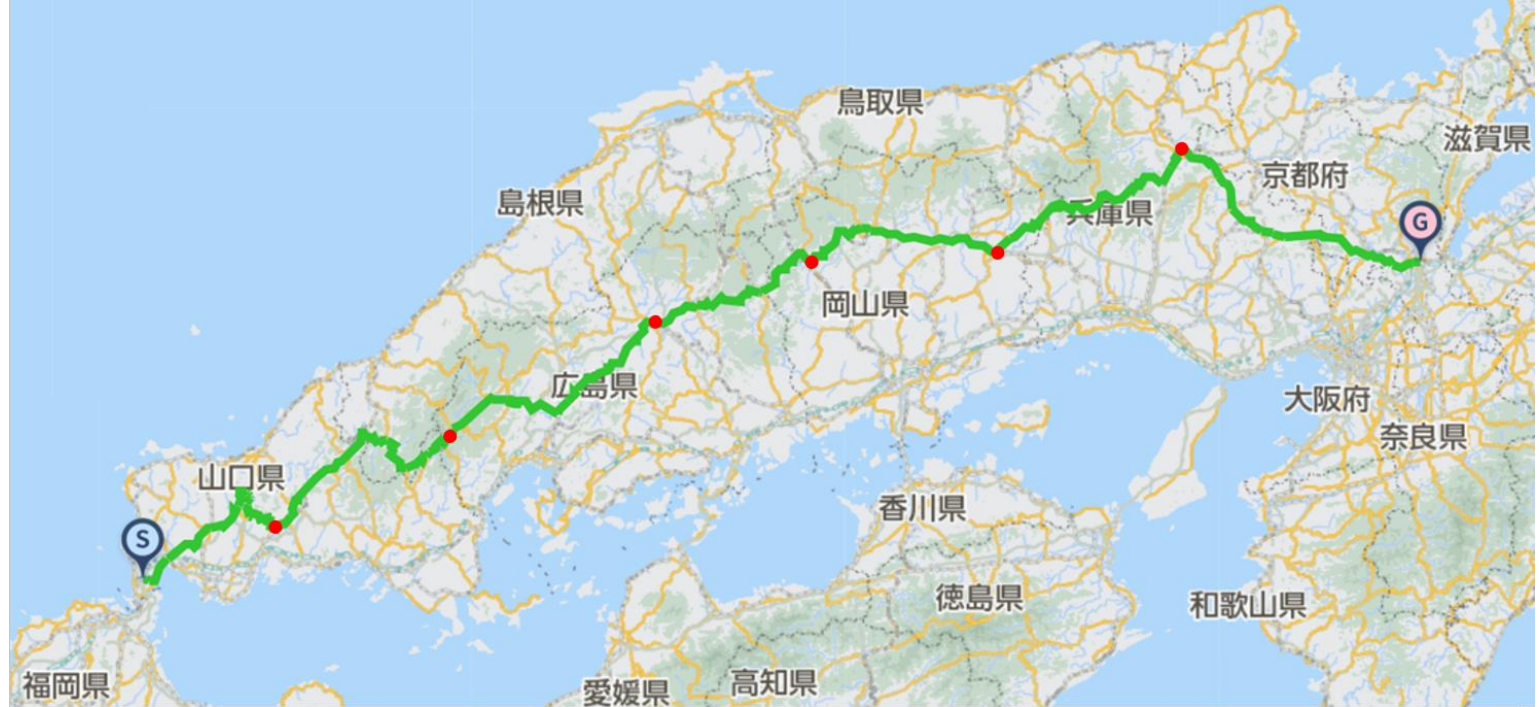 鳥取県
滋賀県
京都府
島根県
兵庫県
G
岡山県
広島県
大阪府
奈良県
山口県
香川県
S
徳島県
和歌山県
福岡県
愛媛県
高知県